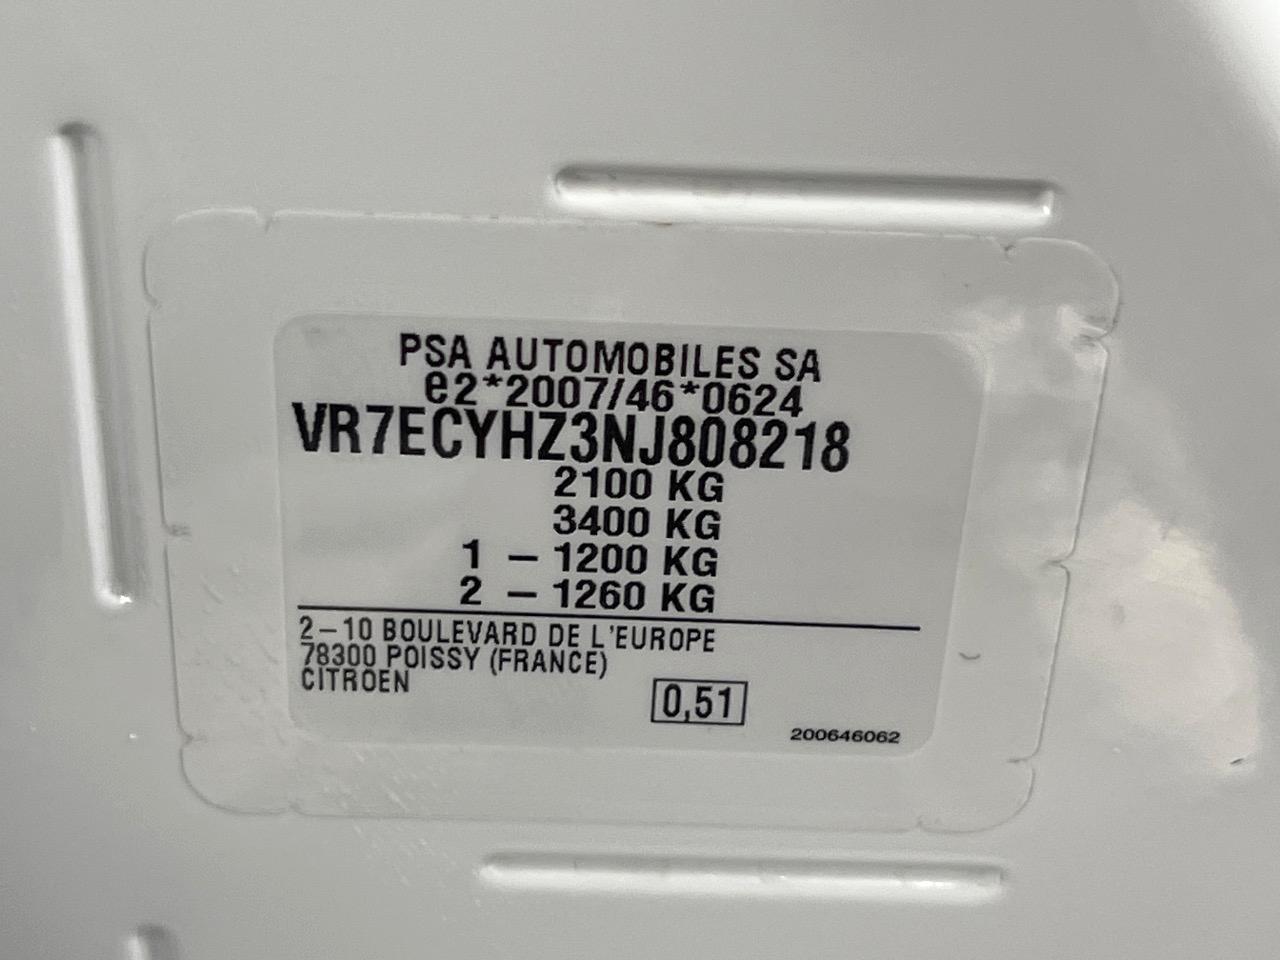 PSA AUTOMOBILES SA
e2*2007/46*0624
VR7ECYHZ3NJ808218
2100 KG
3400 KG
1 – 1200 KG
2 – 1260 KG
2–10 BOULEVARD DE L'EUROPE
78300 POISSY (FRANCE)
CITROEN
0,51
200646062